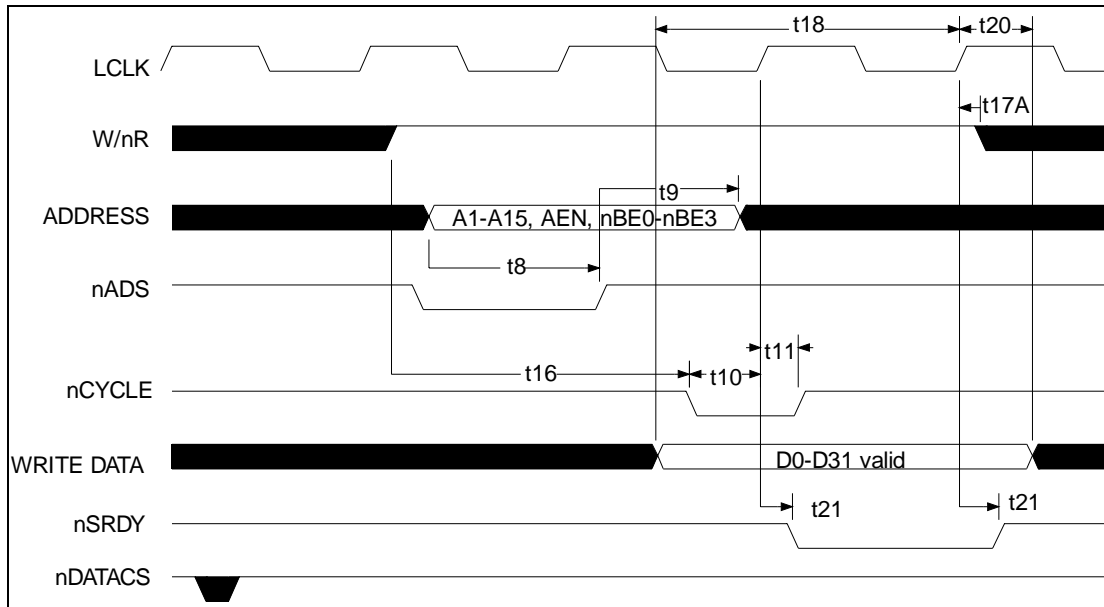 t18
t20
LCLK
t17A
W/nR
t9
ADDRESS
A1-A15, AEN, nBE0-nBE3
t8
nADS
t11
t16
t10
nCYCLE
WRITE DATA
D0-D31 valid
t21
t21
nSRDY
nDATACS